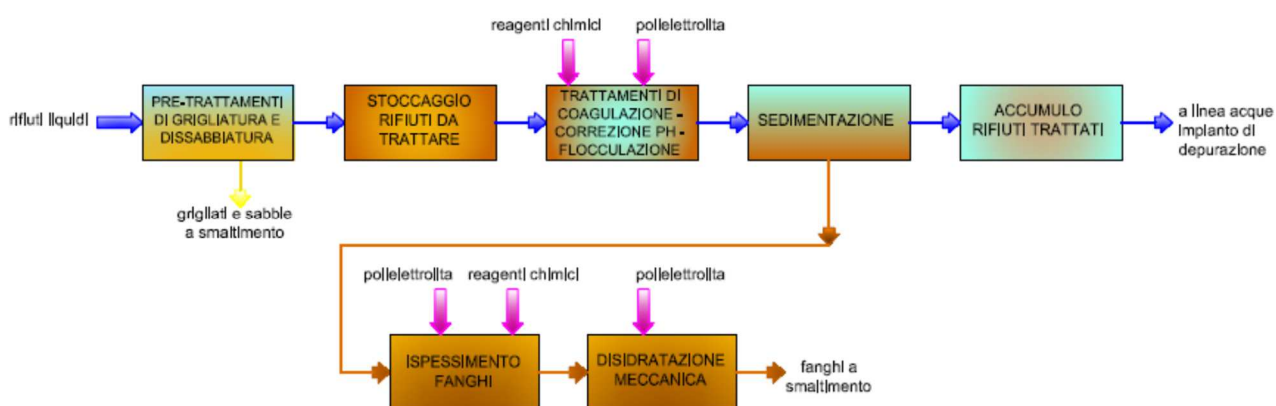 reagenti chimici
polielettrolita
rifiuti liquidi
PRE-TRATTAMENTI
DI GRIGLIATURA E
DISSABBIATURA
STOCCAGGIO
RIFIUTI DA
TRATTARE
TRATTAMENTI DI
COAGULAZIONE -
CORREZIONE PH -
FLOCCULAZIONE
SEDIMENTAZIONE
ACCUMULO
RIFIUTI TRATTATI
a linea acque
impianto di
depurazione
grigliati e sabbie
a smaltimento
polielettrolita
reagenti chimici
polielettrolita
ISPESSIMENTO
FANGHI
DISIDRATAZIONE
MECCANICA
fanghi a
smaltimento